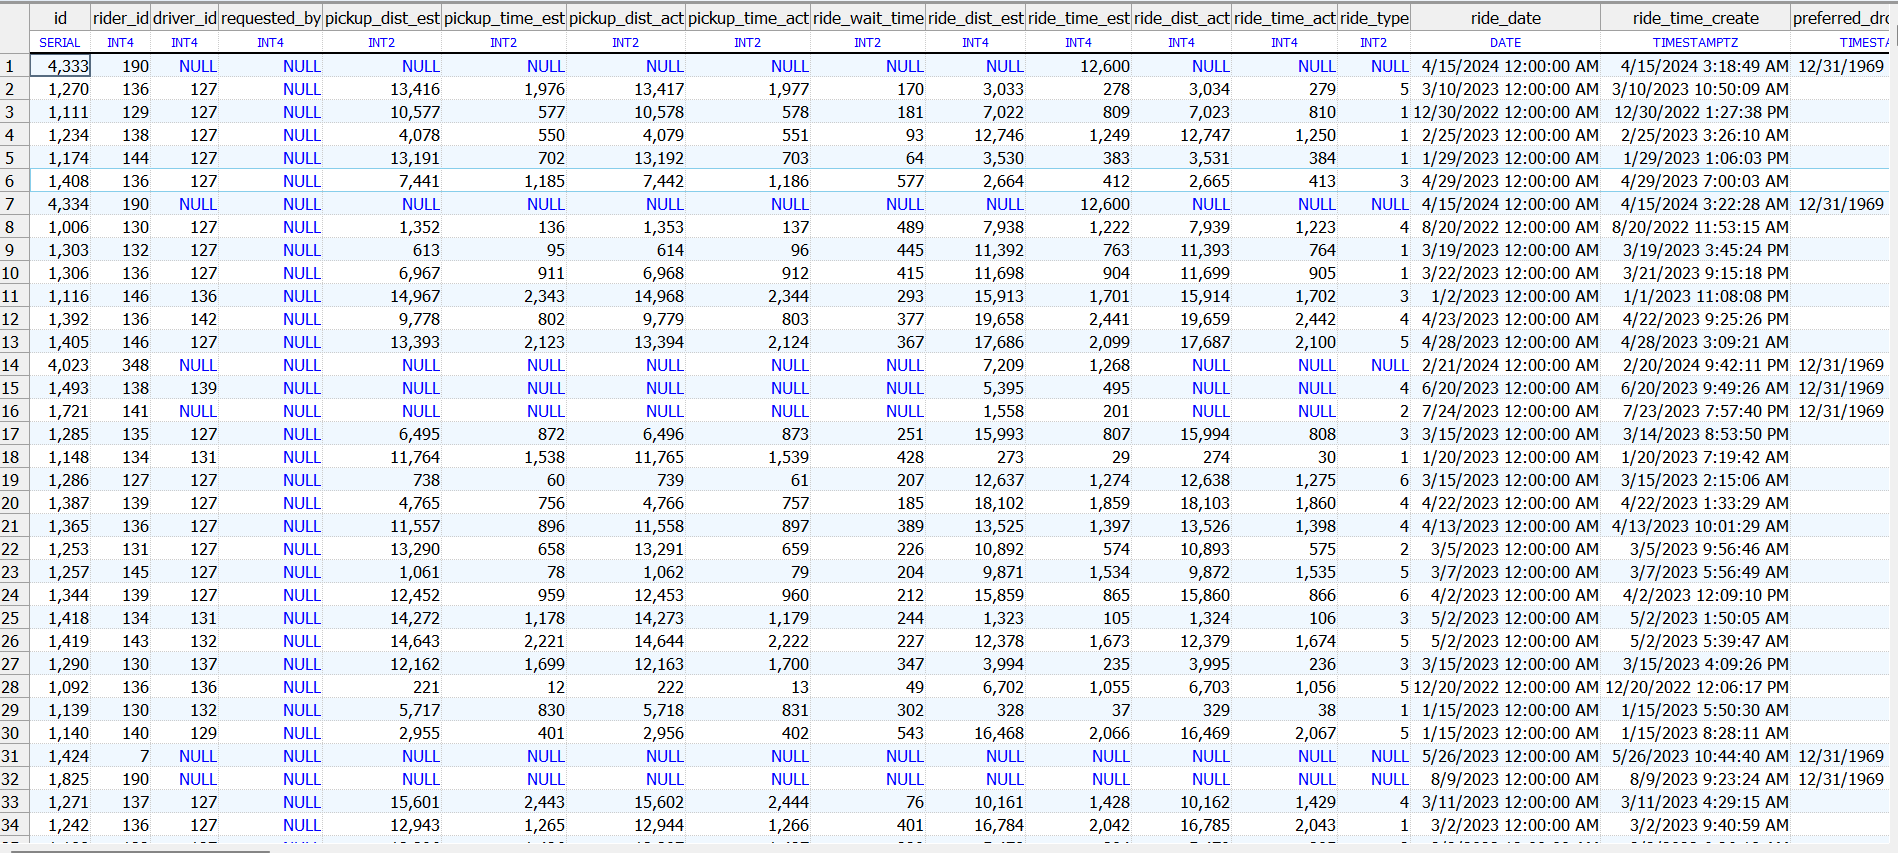 id rider_id driver_id requested_by pickup_dist_est pickup_time_est pickup_dist_act pickup_time_act ride_wait_time ride_dist_est ride_time_est ride_dist_act ride_time_act ride_type ride_date ride_time_create preferred_dro
SERIAL INT4 INT4 INT4 INT2 INT2 INT2 INT2 INT2 INT4 INT4 INT4 INT4 INT2 DATE TIMESTAMPTZ TIMESTA
1 4,333 190 NULL NULL NULL NULL NULL NULL NULL NULL 12,600 NULL NULL NULL 4/15/2024 12:00:00 AM 4/15/2024 3:18:49 AM 12/31/1969
2 1,270 136 127 NULL 13,416 1,976 13,417 1,977 170 3,033 278 3,034 279 5 3/10/2023 12:00:00 AM 3/10/2023 10:50:09 AM
3 1,111 129 127 NULL 10,577 577 10,578 578 181 7,022 809 7,023 810 1 12/30/2022 12:00:00 AM 12/30/2022 1:27:38 PM
4 1,234 138 127 NULL 4,078 550 4,079 551 93 12,746 1,249 12,747 1,250 1 2/25/2023 12:00:00 AM 2/25/2023 3:26:10 AM
5 1,174 144 127 NULL 13,191 702 13,192 703 64 3,530 383 3,531 384 1 1/29/2023 12:00:00 AM 1/29/2023 1:06:03 PM
6 1,408 136 127 NULL 7,441 1,185 7,442 1,186 577 2,664 412 2,665 413 3 4/29/2023 12:00:00 AM 4/29/2023 7:00:03 AM
7 4,334 190 NULL NULL NULL NULL NULL NULL NULL NULL 12,600 NULL NULL NULL 4/15/2024 12:00:00 AM 4/15/2024 3:22:28 AM 12/31/1969
8 1,006 130 127 NULL 1,352 136 1,353 137 489 7,938 1,222 7,939 1,223 4 8/20/2022 12:00:00 AM 8/20/2022 11:53:15 AM
9 1,303 132 127 NULL 613 95 614 96 445 11,392 763 11,393 764 1 3/19/2023 12:00:00 AM 3/19/2023 3:45:24 PM
10 1,306 136 127 NULL 6,967 911 6,968 912 415 11,698 904 11,699 905 1 3/22/2023 12:00:00 AM 3/21/2023 9:15:18 PM
11 1,116 146 136 NULL 14,967 2,343 14,968 2,344 293 15,913 1,701 15,914 1,702 3 1/2/2023 12:00:00 AM 1/1/2023 11:08:08 PM
12 1,392 136 142 NULL 9,778 802 9,779 803 377 19,658 2,441 19,659 2,442 4 4/23/2023 12:00:00 AM 4/22/2023 9:25:26 PM
13 1,405 146 127 NULL 13,393 2,123 13,394 2,124 367 17,686 2,099 17,687 2,100 5 4/28/2023 12:00:00 AM 4/28/2023 3:09:21 AM
14 4,023 348 NULL NULL NULL NULL NULL NULL NULL 7,209 1,268 NULL NULL NULL 2/21/2024 12:00:00 AM 2/20/2024 9:42:11 PM 12/31/1969
15 1,493 138 139 NULL NULL NULL NULL NULL NULL 5,395 495 NULL NULL 4 6/20/2023 12:00:00 AM 6/20/2023 9:49:26 AM 12/31/1969
16 1,721 141 NULL NULL NULL NULL NULL NULL NULL 1,558 201 NULL NULL 2 7/24/2023 12:00:00 AM 7/23/2023 7:57:40 PM 12/31/1969
17 1,285 135 127 NULL 6,495 872 6,496 873 251 15,993 807 15,994 808 3 3/15/2023 12:00:00 AM 3/14/2023 8:53:50 PM
18 1,148 134 131 NULL 11,764 1,538 11,765 1,539 428 273 29 274 30 1 1/20/2023 12:00:00 AM 1/20/2023 7:19:42 AM
19 1,286 127 127 NULL 738 60 739 61 207 12,637 1,274 12,638 1,275 6 3/15/2023 12:00:00 AM 3/15/2023 2:15:06 AM
20 1,387 139 127 NULL 4,765 756 4,766 757 185 18,102 1,859 18,103 1,860 4 4/22/2023 12:00:00 AM 4/22/2023 1:33:29 AM
21 1,365 136 127 NULL 11,557 896 11,558 897 389 13,525 1,397 13,526 1,398 4 4/13/2023 12:00:00 AM 4/13/2023 10:01:29 AM
22 1,253 131 127 NULL 13,290 658 13,291 659 226 10,892 574 10,893 575 2 3/5/2023 12:00:00 AM 3/5/2023 9:56:46 AM
23 1,257 145 127 NULL 1,061 78 1,062 79 204 9,871 1,534 9,872 1,535 5 3/7/2023 12:00:00 AM 3/7/2023 5:56:49 AM
24 1,344 139 127 NULL 12,452 959 12,453 960 212 15,859 865 15,860 866 6 4/2/2023 12:00:00 AM 4/2/2023 12:09:10 PM
25 1,418 134 131 NULL 14,272 1,178 14,273 1,179 244 1,323 105 1,324 106 3 5/2/2023 12:00:00 AM 5/2/2023 1:50:05 AM
26 1,419 143 132 NULL 14,643 2,221 14,644 2,222 227 12,378 1,673 12,379 1,674 5 5/2/2023 12:00:00 AM 5/2/2023 5:39:47 AM
27 1,290 130 137 NULL 12,162 1,699 12,163 1,700 347 3,994 235 3,995 236 3 3/15/2023 12:00:00 AM 3/15/2023 4:09:26 PM
28 1,092 136 136 NULL 221 12 222 13 49 6,702 1,055 6,703 1,056 5 12/20/2022 12:00:00 AM 12/20/2022 12:06:17 PM
29 1,139 130 132 NULL 5,717 830 5,718 831 302 328 37 329 38 1 1/15/2023 12:00:00 AM 1/15/2023 5:50:30 AM
30 1,140 140 129 NULL 2,955 401 2,956 402 543 16,468 2,066 16,469 2,067 5 1/15/2023 12:00:00 AM 1/15/2023 8:28:11 AM
31 1,424 7 NULL NULL NULL NULL NULL NULL NULL NULL NULL NULL NULL NULL 5/26/2023 12:00:00 AM 5/26/2023 10:44:40 AM 12/31/1969
32 1,825 190 NULL NULL NULL NULL NULL NULL NULL NULL NULL NULL NULL NULL 8/9/2023 12:00:00 AM 8/9/2023 9:23:24 AM 12/31/1969
33 1,271 137 127 NULL 15,601 2,443 15,602 2,444 76 10,161 1,428 10,162 1,429 4 3/11/2023 12:00:00 AM 3/11/2023 4:29:15 AM
34 1,242 136 127 NULL 12,943 1,265 12,944 1,266 401 16,784 2,042 16,785 2,043 1 3/2/2023 12:00:00 AM 3/2/2023 9:40:59 AM